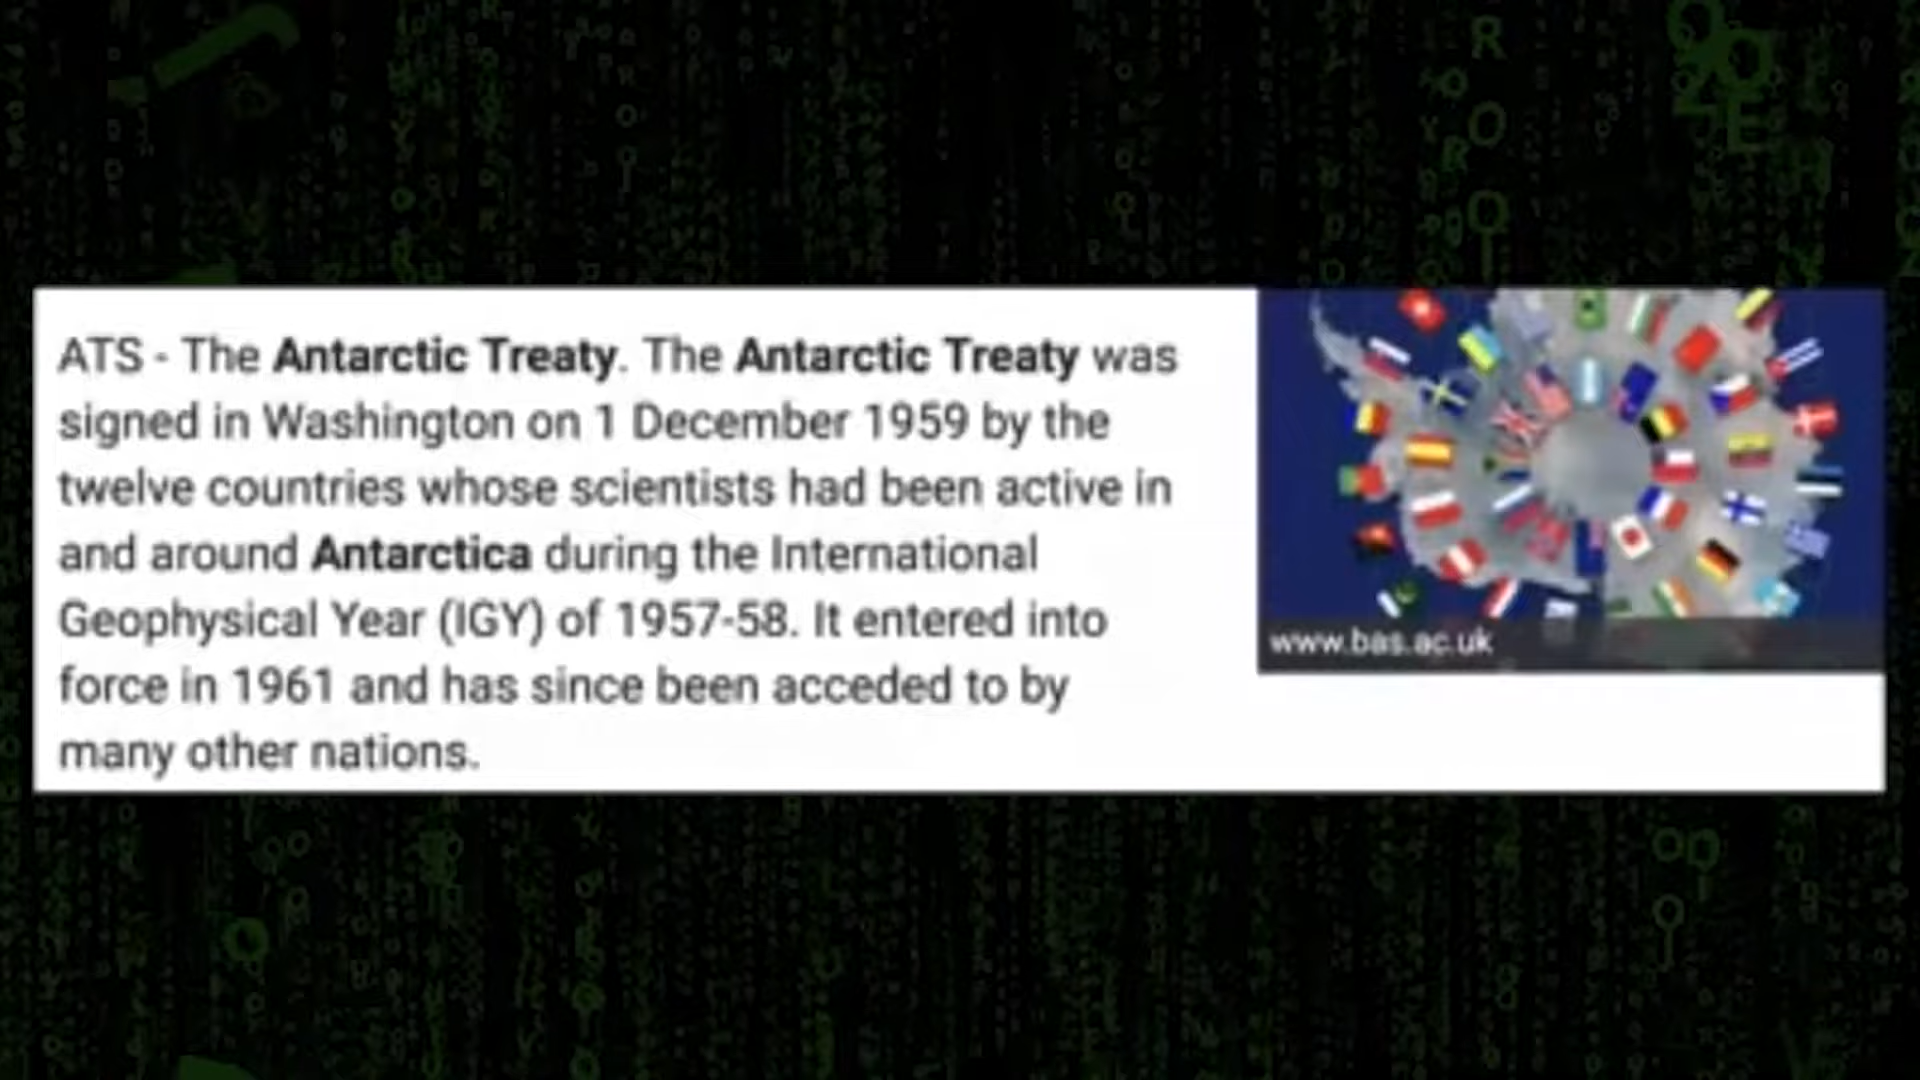 ATS - The Antarctic Treaty. The Antarctic Treaty was
signed in Washington on 1 December 1959 by the
twelve countries whose scientists had been active in
and around Antarctica during the International
Geophysical Year (IGY) of 1957-58. It entered into
force in 1961 and has since been acceded to by
many other nations.
www.bas.ac.uk